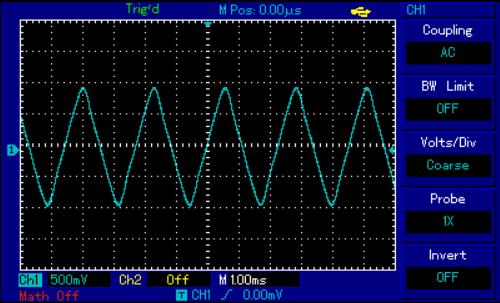 Trig'd M Pos: 0.00µs CH1
Coupling
AC
BW Limit
OFF
Volts/Div
Coarse
Probe
1X
Invert
OFF
1
Ch1 500mV Ch2 Off M 1.00ms
Math Off T CH1 0.00mV